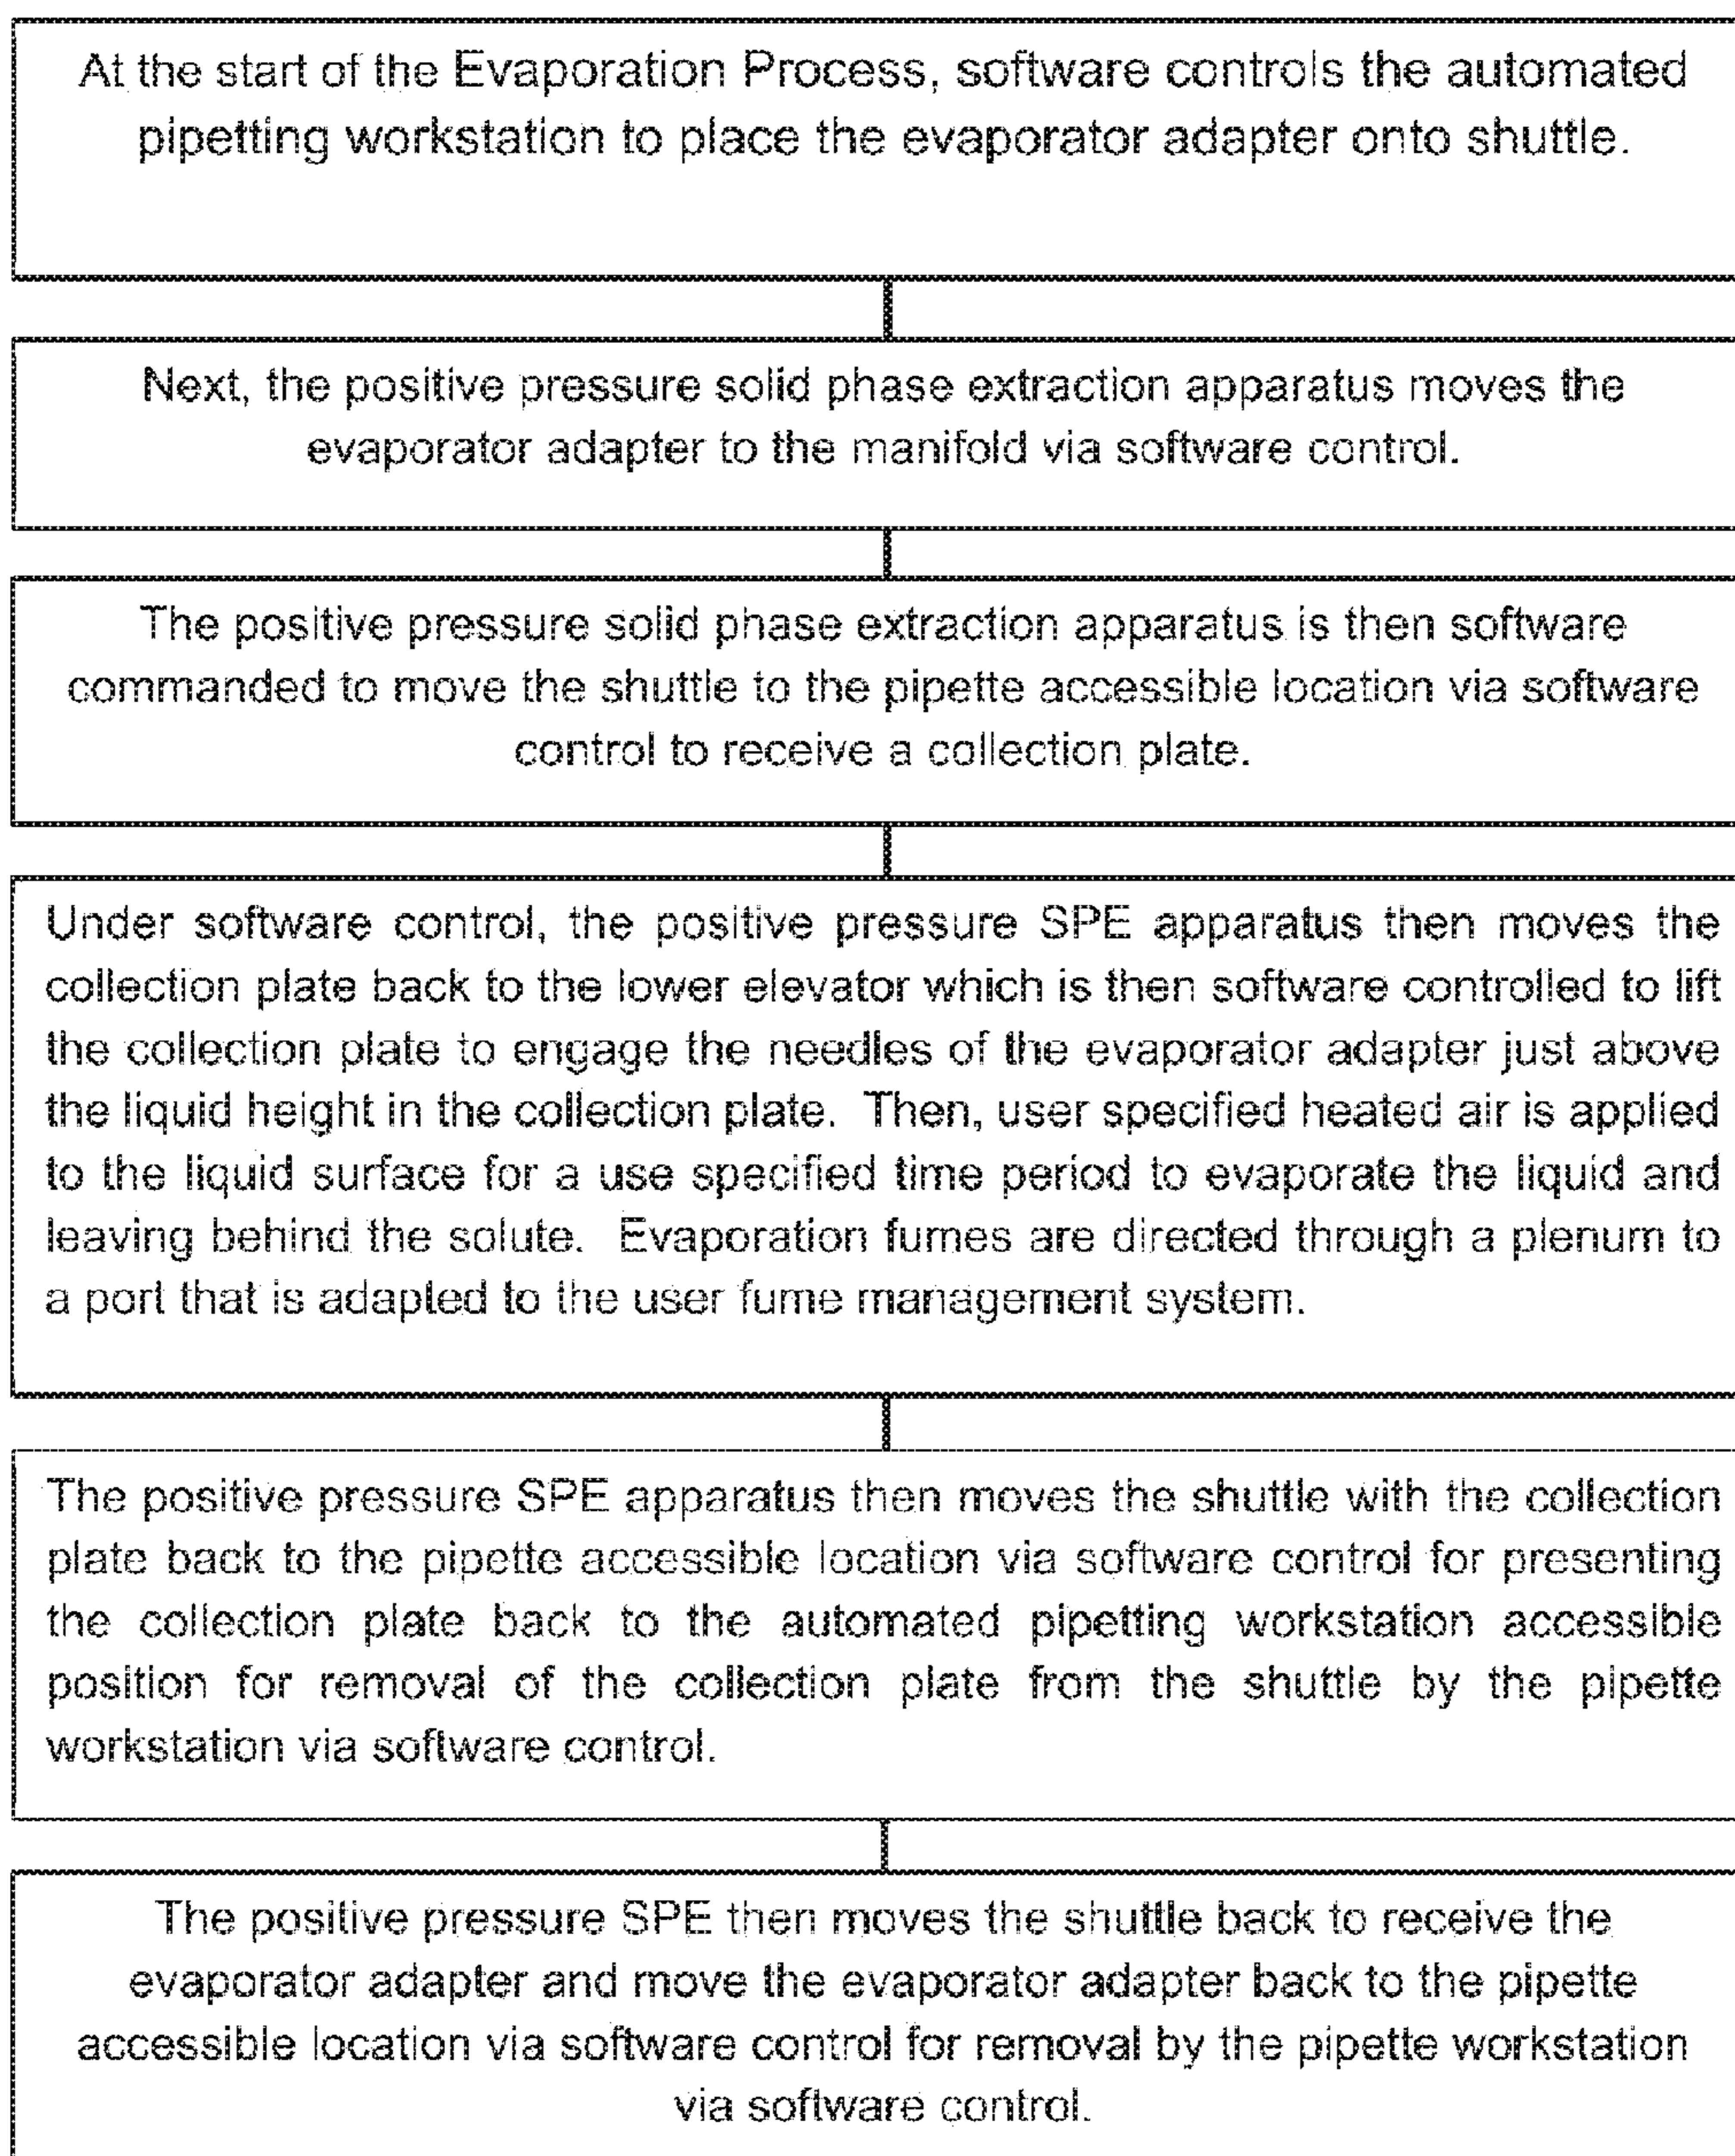 At the start of the Evaporation Process, software controls the automated
pipetting workstation to place the evaporator adapter onto shuttle.
Next, the positive pressure solid phase extraction apparatus moves the
evaporator adapter to the manifold via software control.
The positive pressure solid phase extraction apparatus is then software
commanded to move the shuttle to the pipette accessible location via software
control to receive a collection plate.
Under software control, the positive pressure SPE apparatus then moves the
collection plate back to the lower elevator which is then software controlled to lift
the collection plate to engage the needles of the evaporator adapter just above
the liquid height in the collection plate. Then, user specified heated air is applied
to the liquid surface for a use specified time period to evaporate the liquid and
leaving behind the solute. Evaporation fumes are directed through a plenum to
a port that is adapted to the user fume management system.
The positive pressure SPE apparatus then moves the shuttle with the collection
plate back to the pipette accessible location via software control for presenting
the collection plate back to the automated pipetting workstation accessible
position for removal of the collection plate from the shuttle by the pipette
workstation via software control.
The positive pressure SPE then moves the shuttle back to receive the
evaporator adapter and move the evaporator adapter back to the pipette
accessible location via software control for removal by the pipette workstation
via software control.